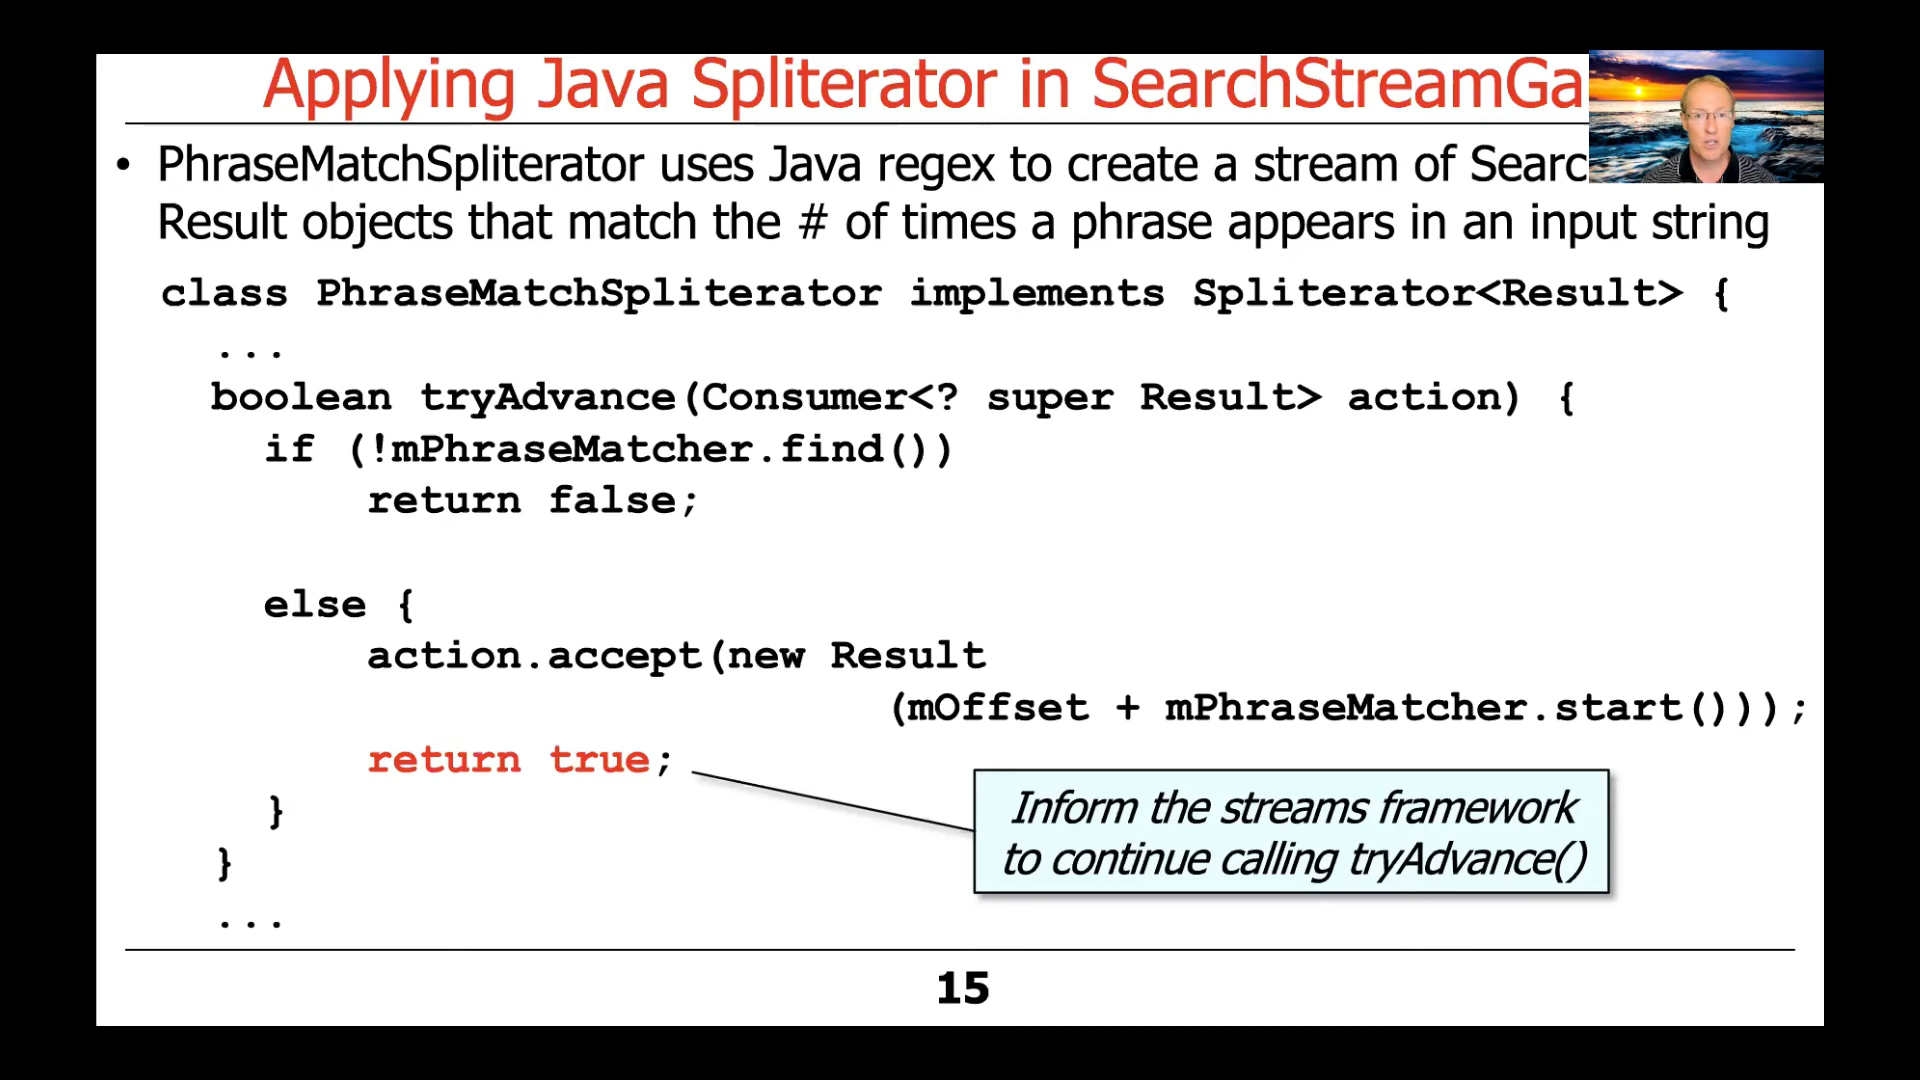 Applying Java Spliterator in SearchStreamGa
• PhraseMatchSpliterator uses Java regex to create a stream of Searc
Result objects that match the # of times a phrase appears in an input string
class PhraseMatchSpliterator implements Spliterator<Result> {
...
boolean tryAdvance(Consumer<? super Result> action) {
if (!mPhraseMatcher.find())
return false;
else {
action.accept(new Result
(mOffset + mPhraseMatcher.start()));
return true;
}
}
...
Inform the streams framework
to continue calling tryAdvance()
15